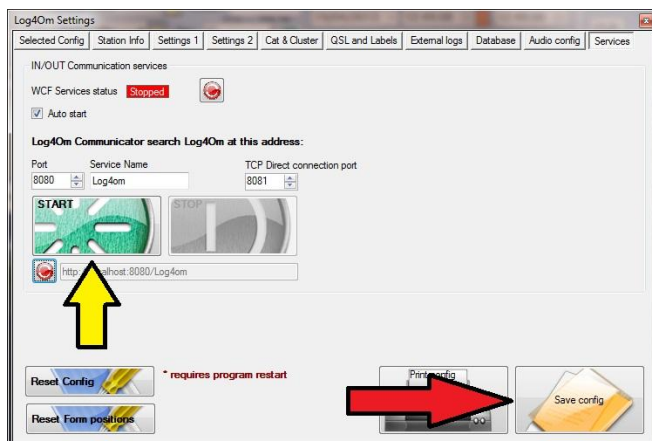 Log4Om Settings
Selected Config Station Info Settings 1 Settings 2 Cat & Cluster QSL and Labels External logs Database Audio config Services
IN/OUT Communication services
WCF Services status Stopped
Auto start
Log4Om Communicator search Log4Om at this address:
Port Service Name TCP Direct connection port
8080 Log4om 8081
START STOP
http: alhost:8080/Log4om
Reset Config * requires program restart Print config
Save config
Reset Form positions